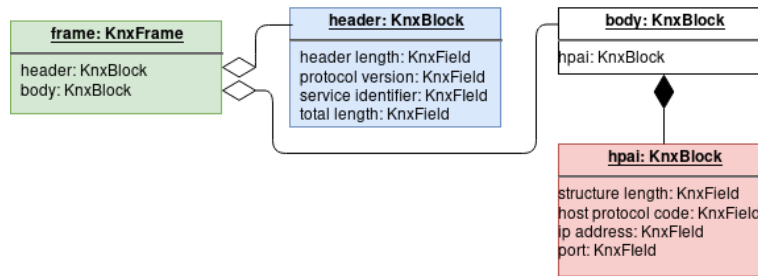 frame: KnxFrame
header: KnxBlock
body: KnxBlock
header: KnxBlock
header length: KnxField
protocol version: KnxField
service identifier: KnxFIeld
total length: KnxField
body: KnxBlock
hpai: KnxBlock
hpai: KnxBlock
structure length: KnxField
host protocol code: KnxField
ip address: KnxFIeld
port: KnxFIeld